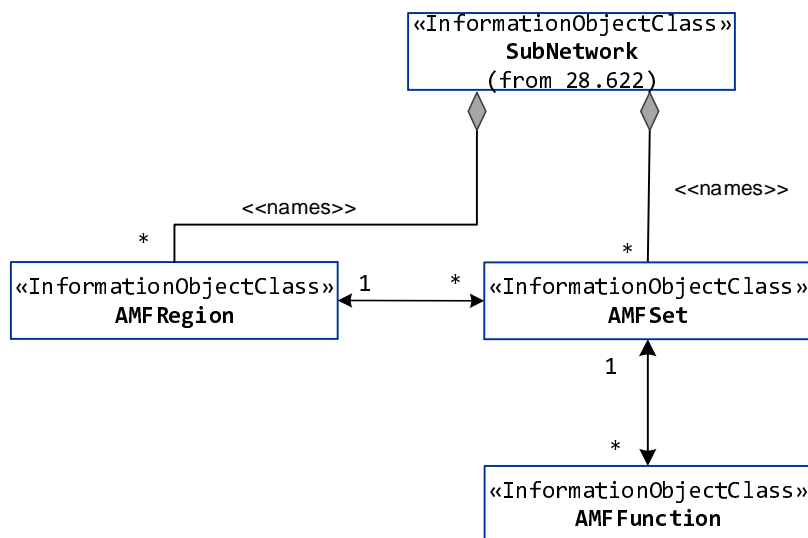 «InformationObjectClass»
SubNetwork
(from 28.622)
<<names>>
<<names>>
*
*
«InformationObjectClass»
AMFRegion
1
*
«InformationObjectClass»
AMFSet
1
*
«InformationObjectClass»
AMFFunction